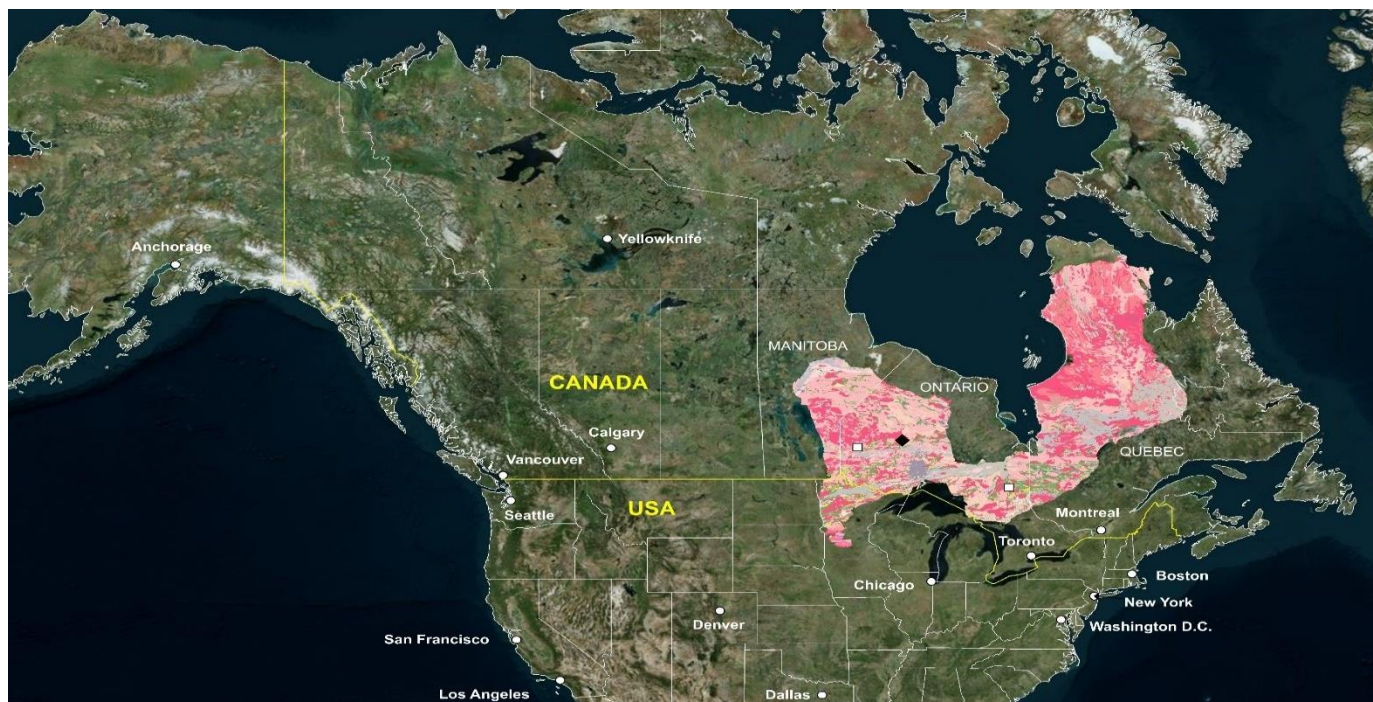 Anchorage
Yellowknife
MANITOBA
CANADA
ONTARIO
Calgary
QUEBEC
Vancouver
USA
Seattle
Montreal
Toronto
Chicago
Boston
New York
Denver
Washington D.C.
San Francisco
Los Angeles
Dallas